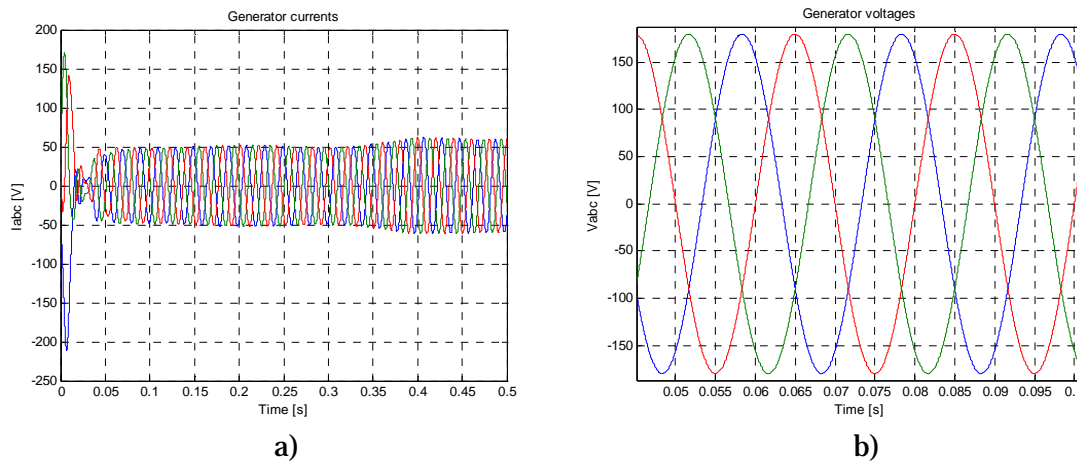 Generator currents
200
150
100
50
0
-50
-100
-150
-200
-250
Iabc [V]
0 0.05 0.1 0.15 0.2 0.25 0.3 0.35 0.4 0.45 0.5
Time [s]
a)
Generator voltages
150
100
50
0
-50
-100
-150
Vabc [V]
0.05 0.055 0.06 0.065 0.07 0.075 0.08 0.085 0.09 0.095 0.
Time [s]
b)